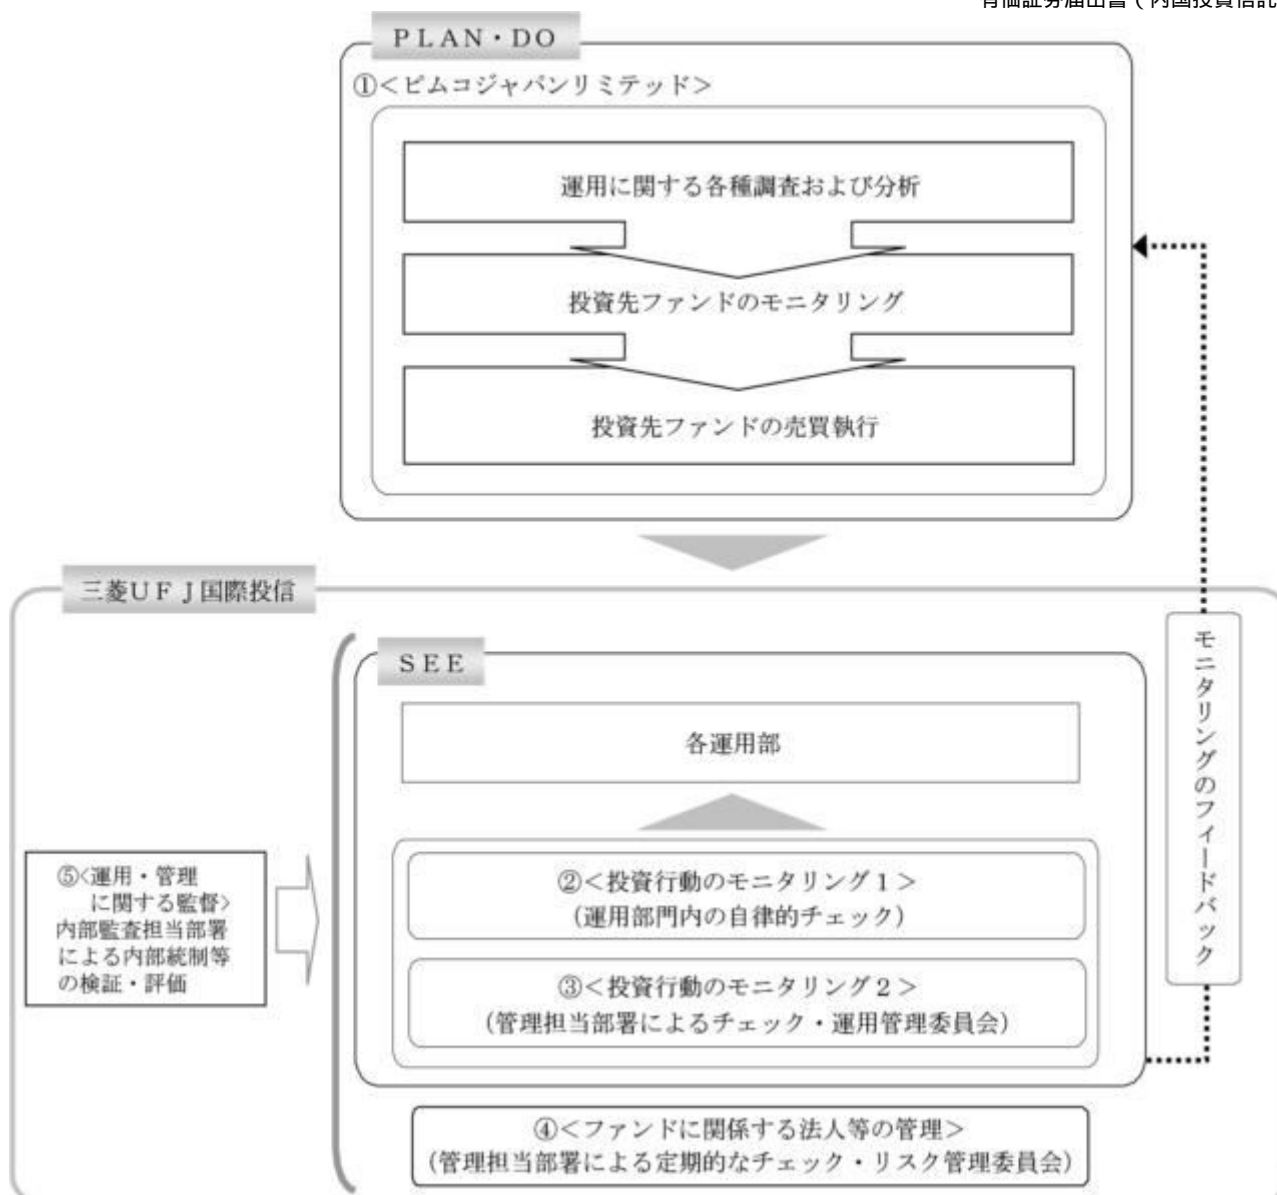 有価証券届出書（内国投資信託
ＰＬＡＮ・ＤＯ
①＜ピムコジャパンリミテッド＞
運用に関する各種調査および分析
投資先ファンドのモニタリング
投資先ファンドの売買執行
三菱ＵＦＪ国際投信
ＳＥＥ
各運用部
②＜投資行動のモニタリング１＞
（運用部門内の自律的チェック）
③＜投資行動のモニタリング２＞
（管理担当部署によるチェック・運用管理委員会）
④＜ファンドに関係する法人等の管理＞
（管理担当部署による定期的なチェック・リスク管理委員会）
⑤＜運用・管理
に関する監督＞
内部監査担当部署
による内部統制等
の検証・評価
モニタリングのフィードバック